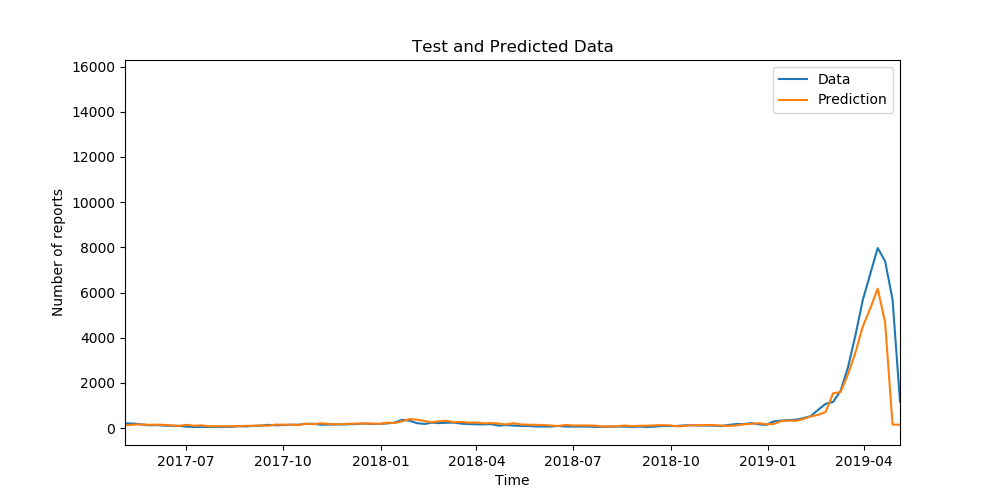 Test and Predicted Data
16000
14000
12000
10000
8000
6000
4000
2000
0
Number of reports
Data
Prediction
2017-07 2017-10 2018-01 2018-04 2018-07 2018-10 2019-01 2019-04
Time